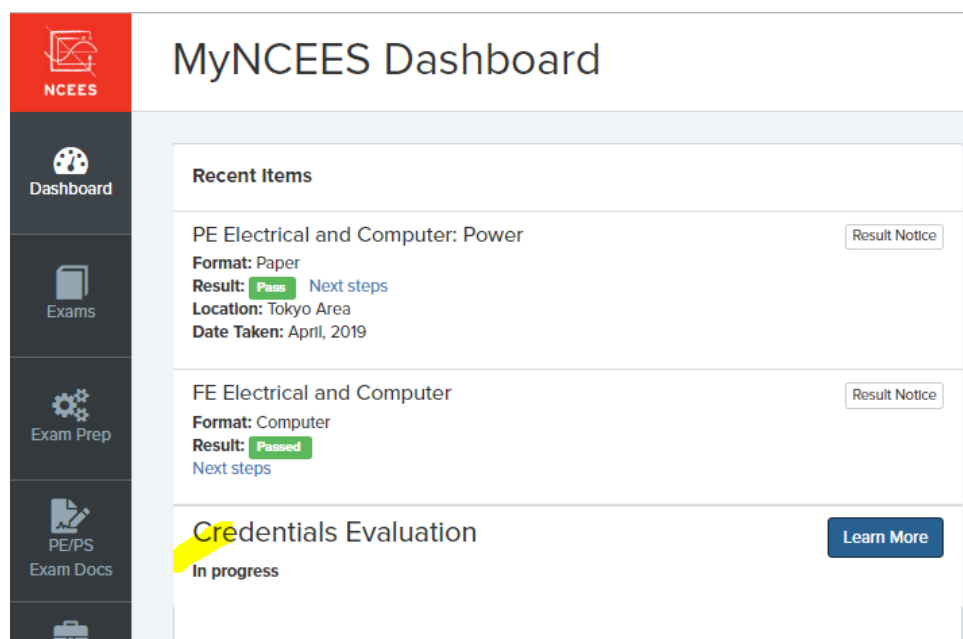 NCEES
MyNCEES Dashboard
Dashboard
Exams
Exam Prep
PE/PS
Exam Docs
Recent Items
PE Electrical and Computer: Power
Result Notice
Format: Paper
Result: Pass Next steps
Location: Tokyo Area
Date Taken: April, 2019
FE Electrical and Computer
Result Notice
Format: Computer
Result: Passed
Next steps
Credentials Evaluation
Learn More
In progress